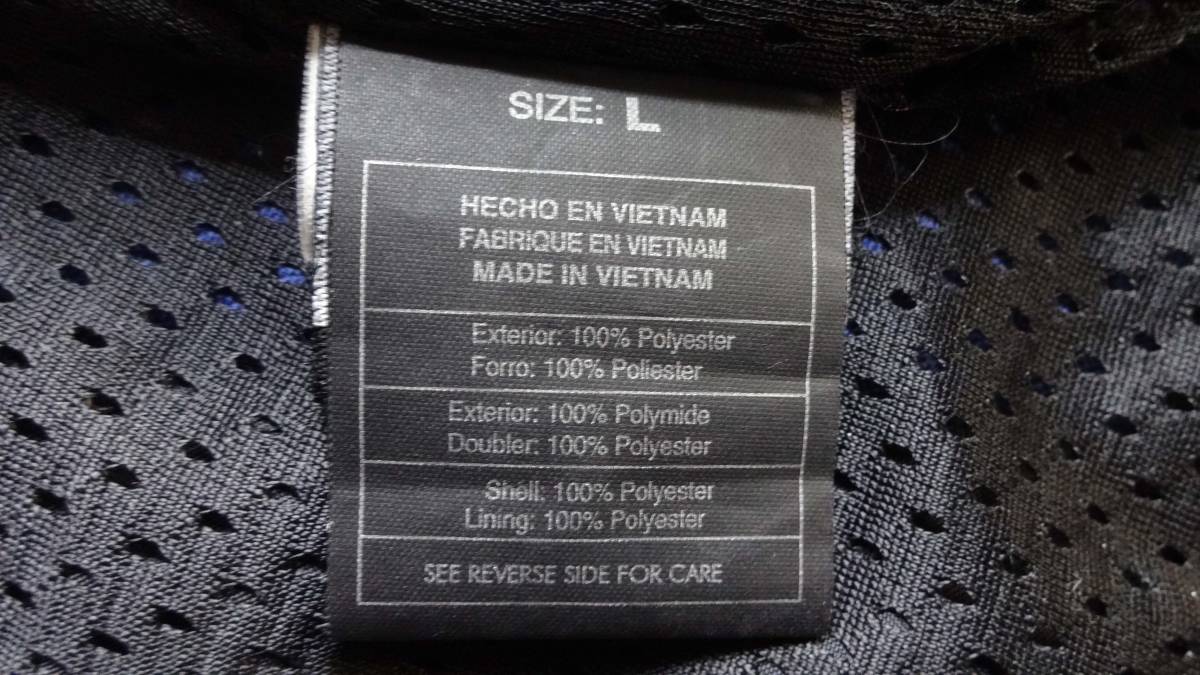 SIZE: L
HECHO EN VIETNAM
FABRIQUE EN VIETNAM
MADE IN VIETNAM
Exterior: 100% Polyester
Forro: 100% Poliester
Exterior: 100% Polymide
Doubler: 100% Polyester
Shell: 100% Polyester
Lining: 100% Polyester
SEE REVERSE SIDE FOR CARE